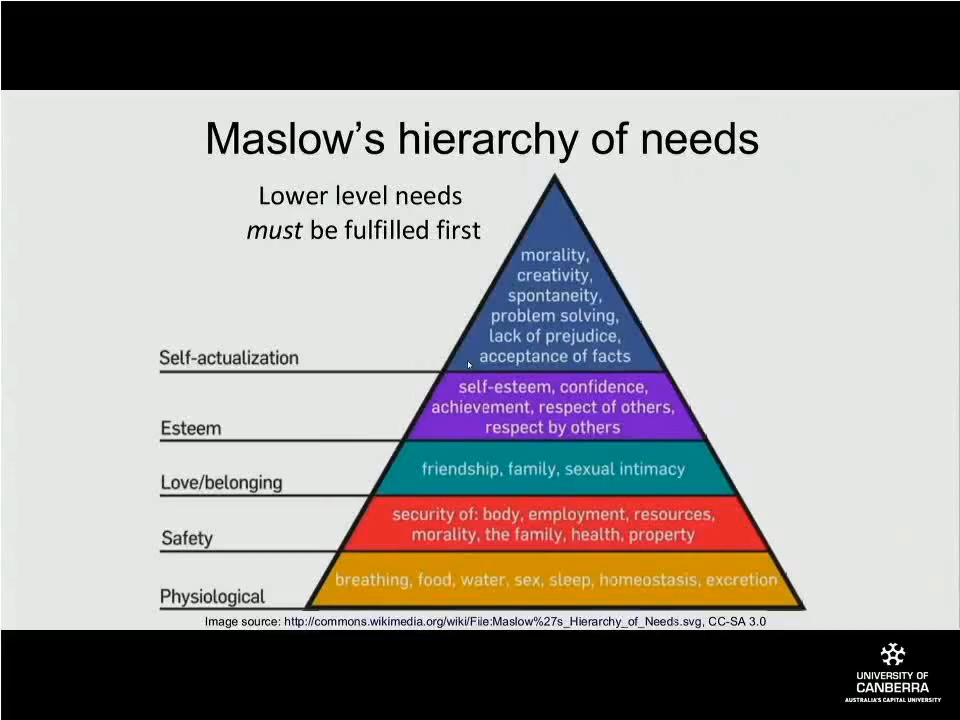 Maslow's hierarchy of needs
Lower level needs
must be fulfilled first
morality,
creativity,
spontaneity,
problem solving,
lack of prejudice,
acceptance of facts
Self-actualization
self-esteem, confidence,
achievement, respect of others,
respect by others
Esteem
friendship, family, sexual intimacy
Love/belonging
security of: body, employment, resources,
morality, the family, health, property
Safety
breathing, food, water, sex, sleep, homeostasis, excretion
Physiological
Image source: http://commons.wikimedia.org/wiki/File:Maslow%27s_Hierarchy_of_Needs.svg, CC-SA 3.0
UNIVERSITY OF
CANBERRA
AUSTRALIA'S CAPITAL UNIVERSITY